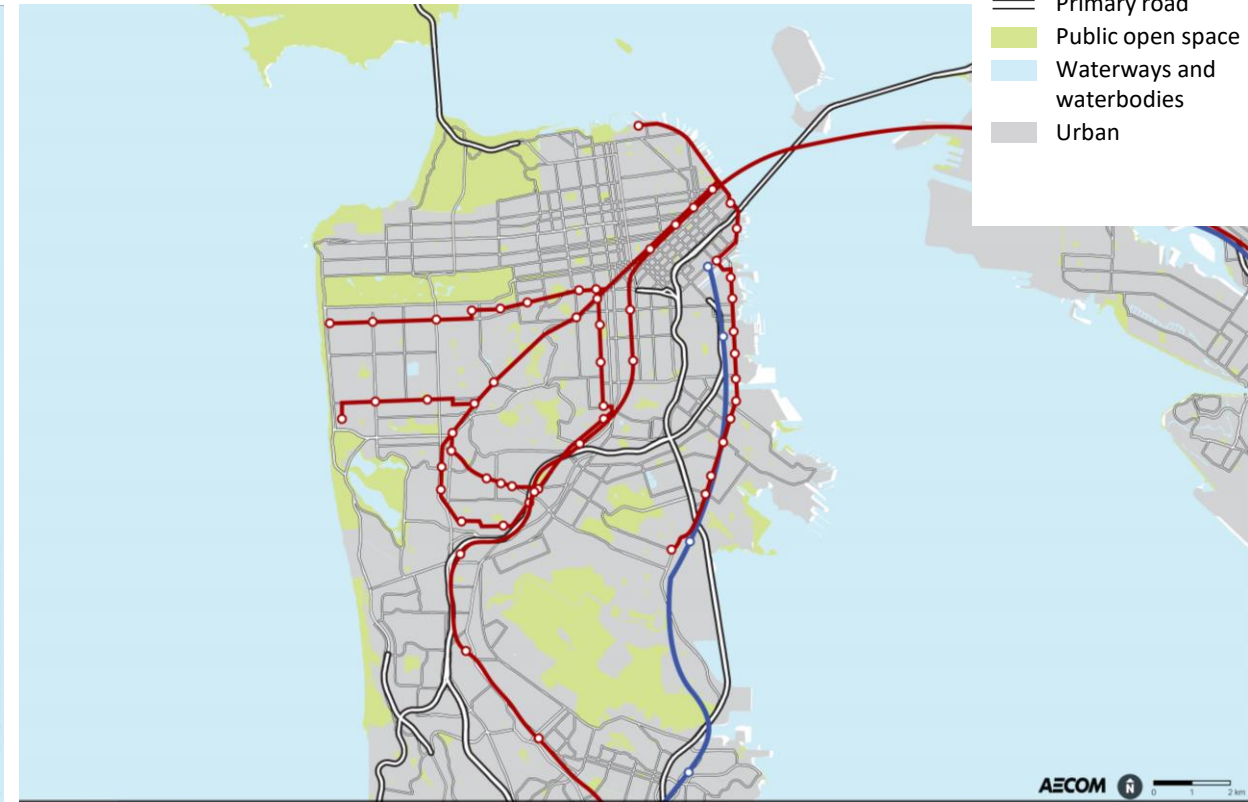 Primary road
Public open space
Waterways and
waterbodies
Urban
AECOM N 0 1 2 km